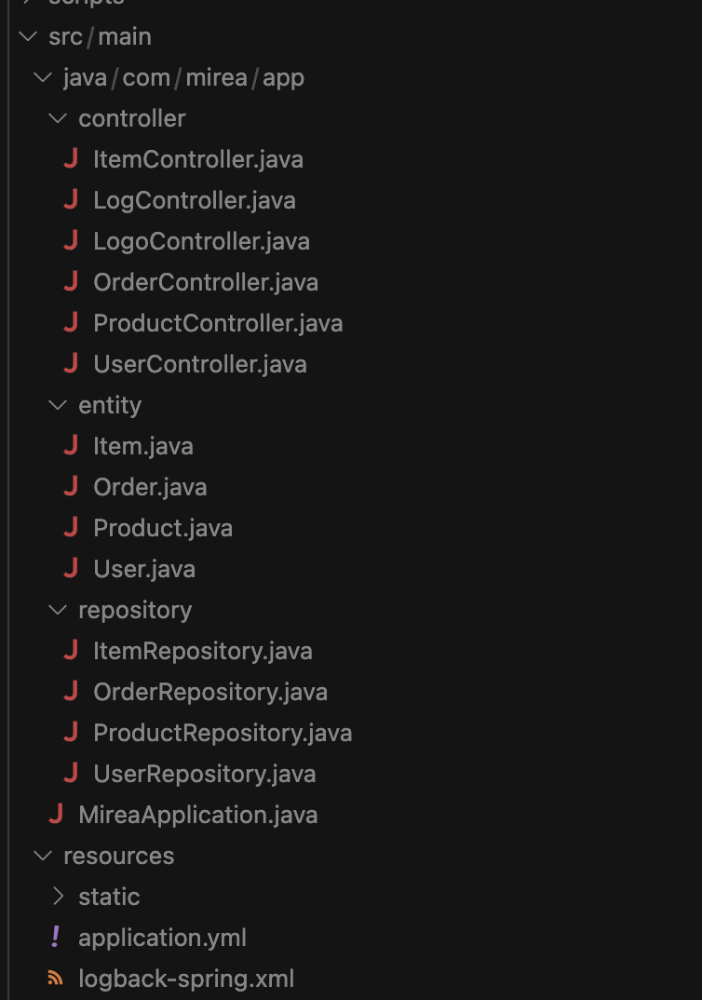 scripts
src/main
java/com/mirea/app
controller
ItemController.java
LogController.java
LogoController.java
OrderController.java
ProductController.java
UserController.java
entity
Item.java
Order.java
Product.java
User.java
repository
ItemRepository.java
OrderRepository.java
ProductRepository.java
UserRepository.java
MireaApplication.java
resources
static
application.yml
logback-spring.xml